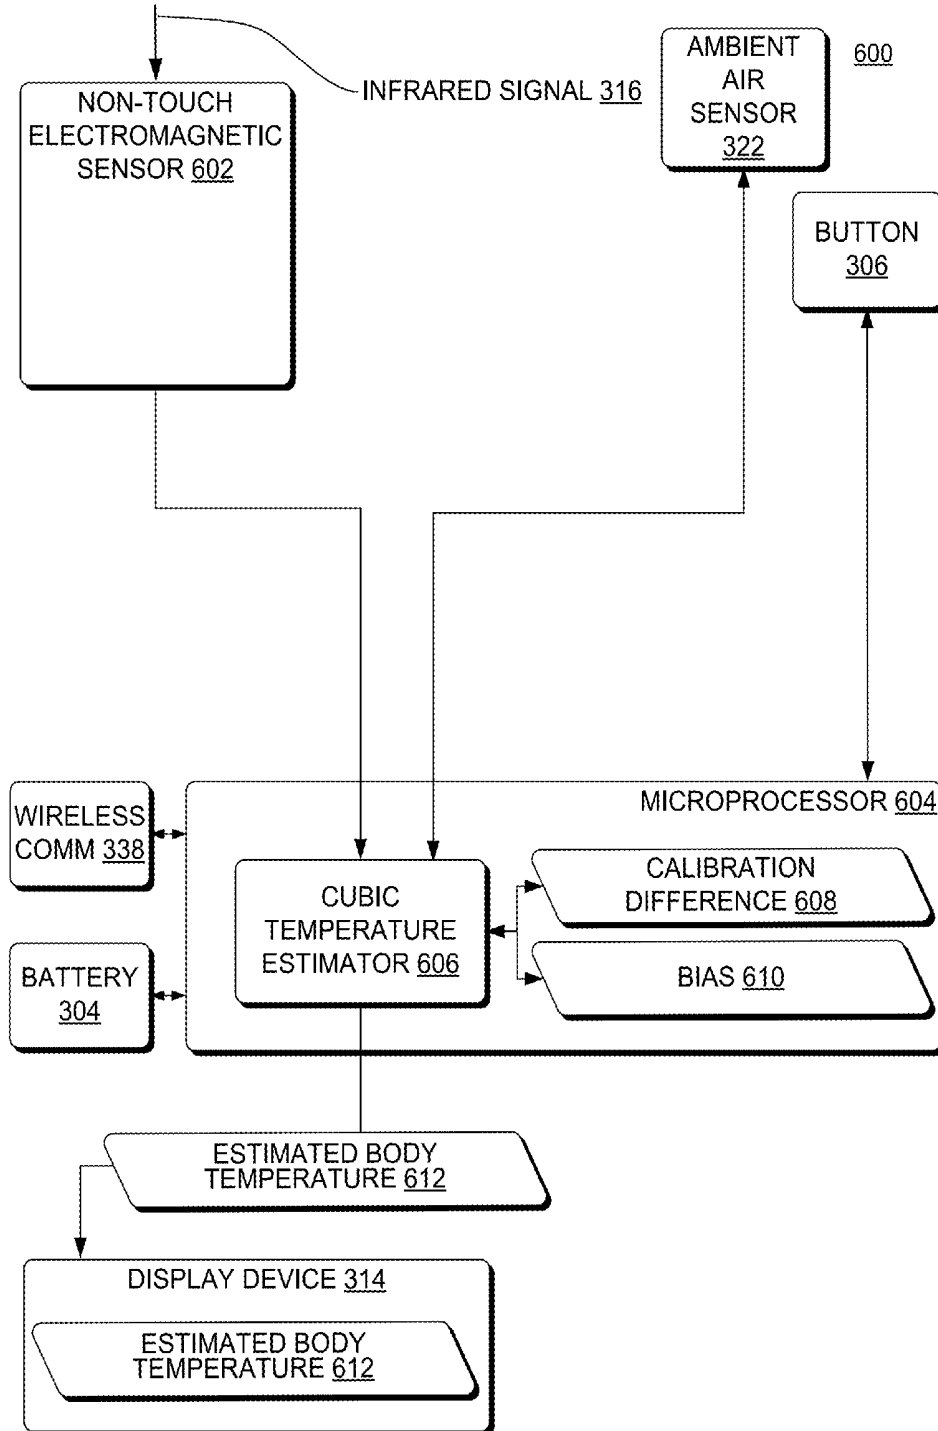 INFRARED SIGNAL 316
AMBIENT
AIR
SENSOR
322
600
NON-TOUCH
ELECTROMAGNETIC
SENSOR 602
BUTTON
306
MICROPROCESSOR 604
WIRELESS
COMM 338
CUBIC
TEMPERATURE
ESTIMATOR 606
CALIBRATION
DIFFERENCE 608
BIAS 610
BATTERY
304
ESTIMATED BODY
TEMPERATURE 612
DISPLAY DEVICE 314
ESTIMATED BODY
TEMPERATURE 612